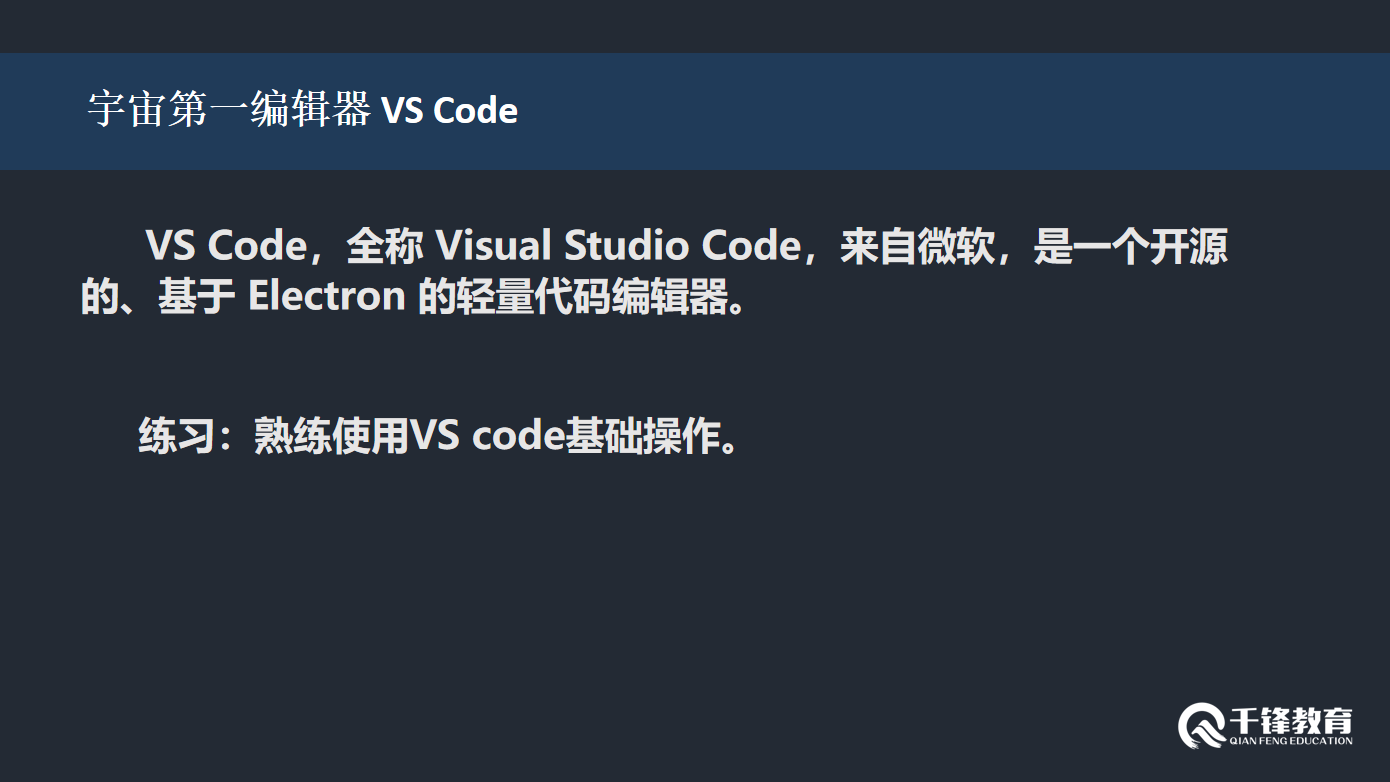 宇宙第一编辑器 VS Code
VS Code，全称 Visual Studio Code，来自微软，是一个开源
的、基于 Electron 的轻量代码编辑器。
练习：熟练使用VS code基础操作。
千锋教育
QIAN FENG EDUCATION